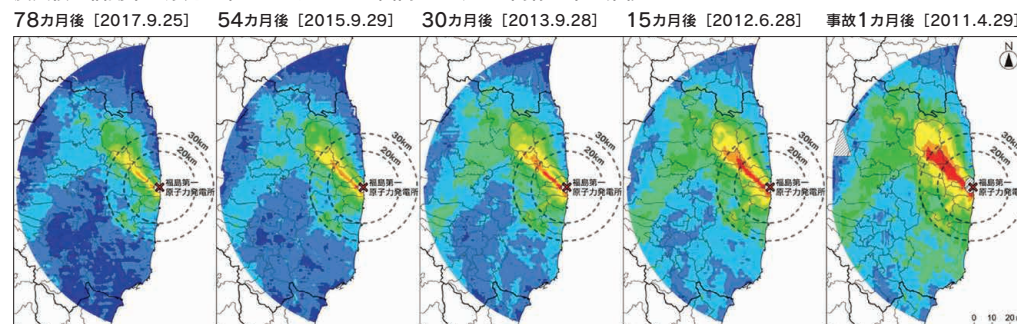 78カ月後 [2017.9.25]
54カ月後 [2015.9.29]
30カ月後 [2013.9.28]
15カ月後 [2012.6.28]
事故1カ月後 [2011.4.29]
30km
20km
福島第一
原子力発電所
30km
20km
福島第一
原子力発電所
30km
20km
福島第一
原子力発電所
30km
20km
福島第一
原子力発電所
N
30km
20km
福島第一
原子力発電所
0 10 20